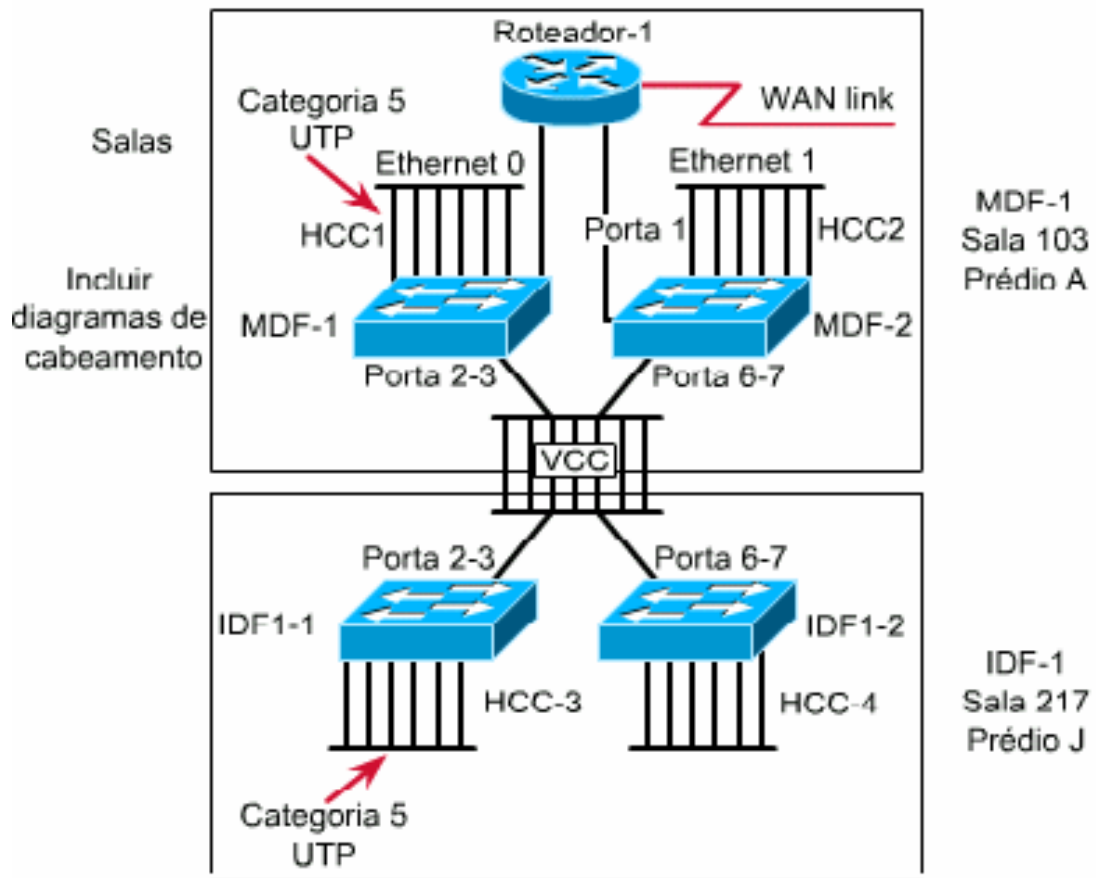 Roteador-1
WAN link
Categoria 5
UTP
Salas
Ethernet 0
Ethernet 1
HCC1
Porta 1
HCC2
MDF-1
Sala 103
Prédio A
Incluir
diagramas de
cabeamento
MDF-1
MDF-2
Porta 2-3
Porta 6-7
VCC
Porta 2-3
Porta 6-7
IDF1-1
IDF1-2
HCC-3
HCC-4
IDF-1
Sala 217
Prédio J
Categoria 5
UTP